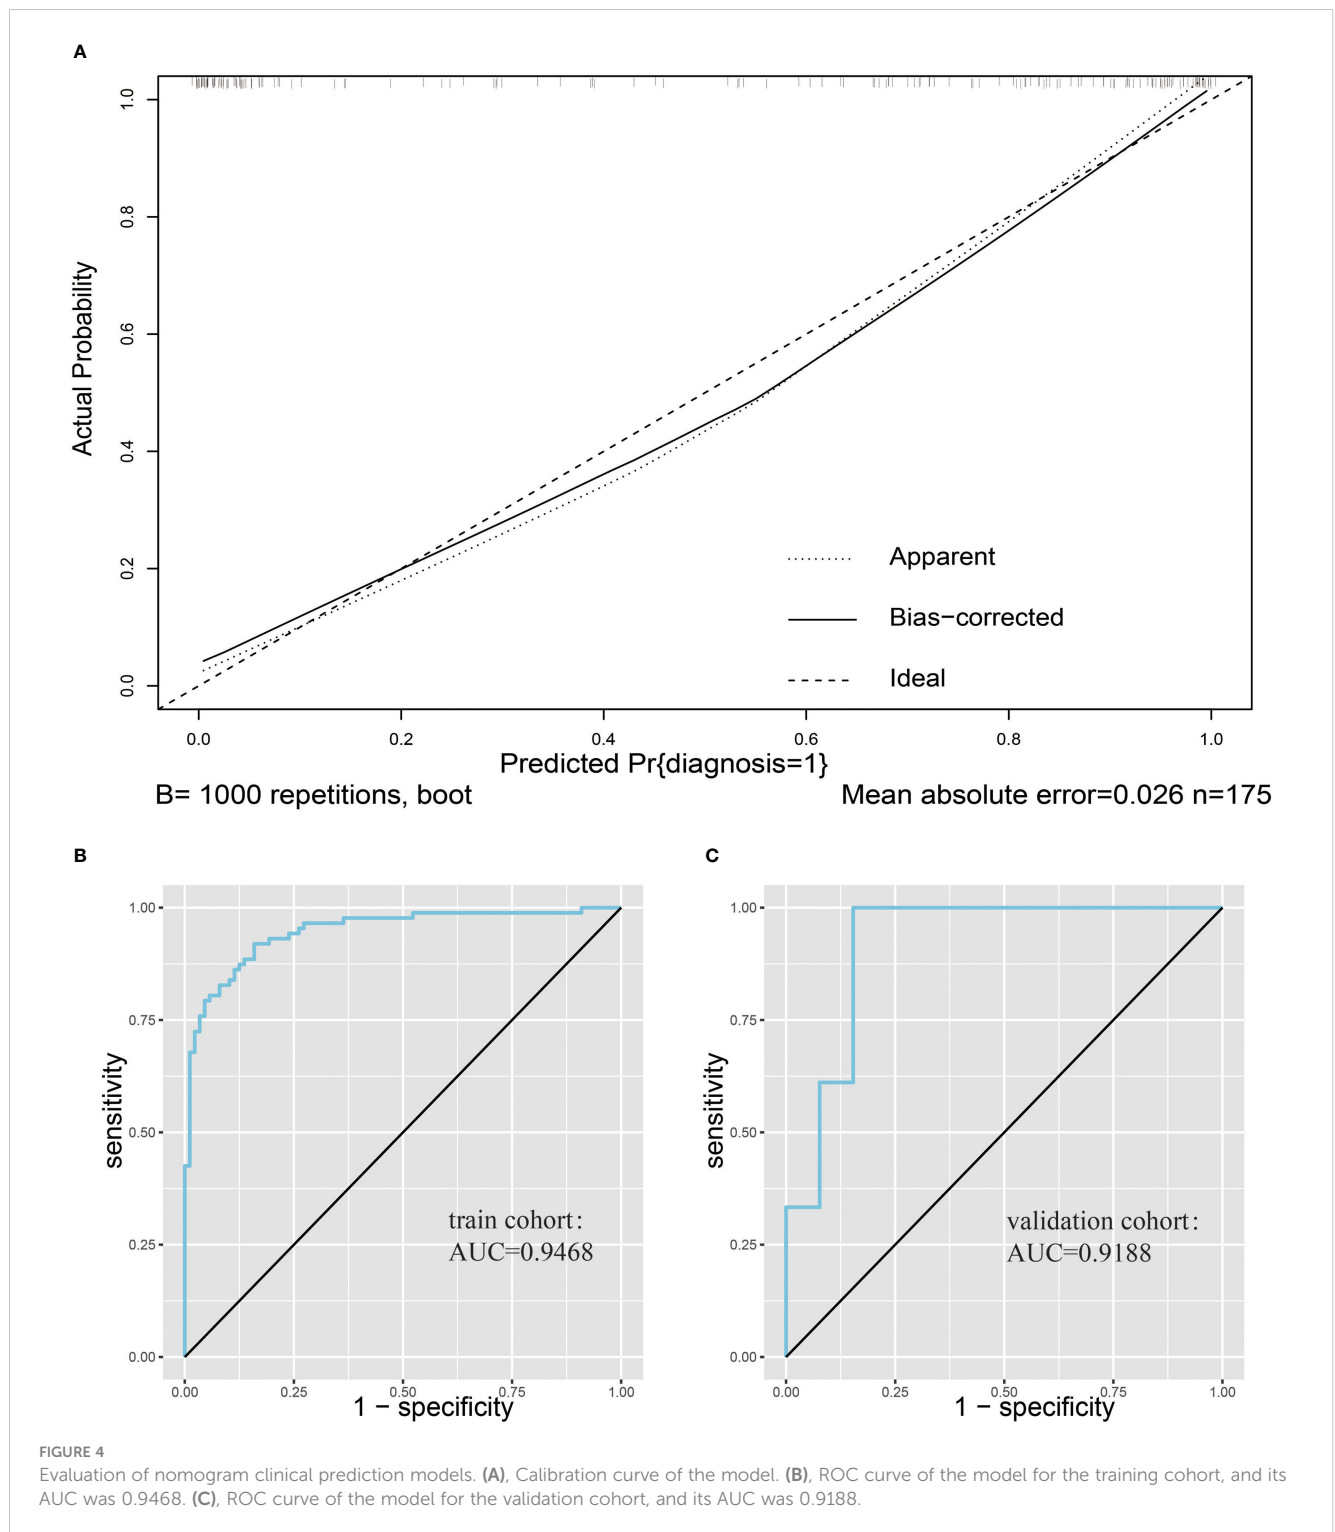 A
1.0
0.8
0.6
0.4
0.2
0.0
Actual Probability
Apparent
Bias−corrected
Ideal
0.0 0.2 0.4 0.6 0.8 1.0
Predicted Pr{diagnosis=1}
B= 1000 repetitions, boot Mean absolute error=0.026 n=175
B
1.00
0.75
0.50
0.25
0.00
sensitivity
train cohort:
AUC=0.9468
0.00 0.25 0.50 0.75 1.00
1 − specificity
C
1.00
0.75
0.50
0.25
0.00
sensitivity
validation cohort:
AUC=0.9188
0.00 0.25 0.50 0.75 1.00
1 − specificity
FIGURE 4
Evaluation of nomogram clinical prediction models. (A), Calibration curve of the model. (B), ROC curve of the model for the training cohort, and its
AUC was 0.9468. (C), ROC curve of the model for the validation cohort, and its AUC was 0.9188.